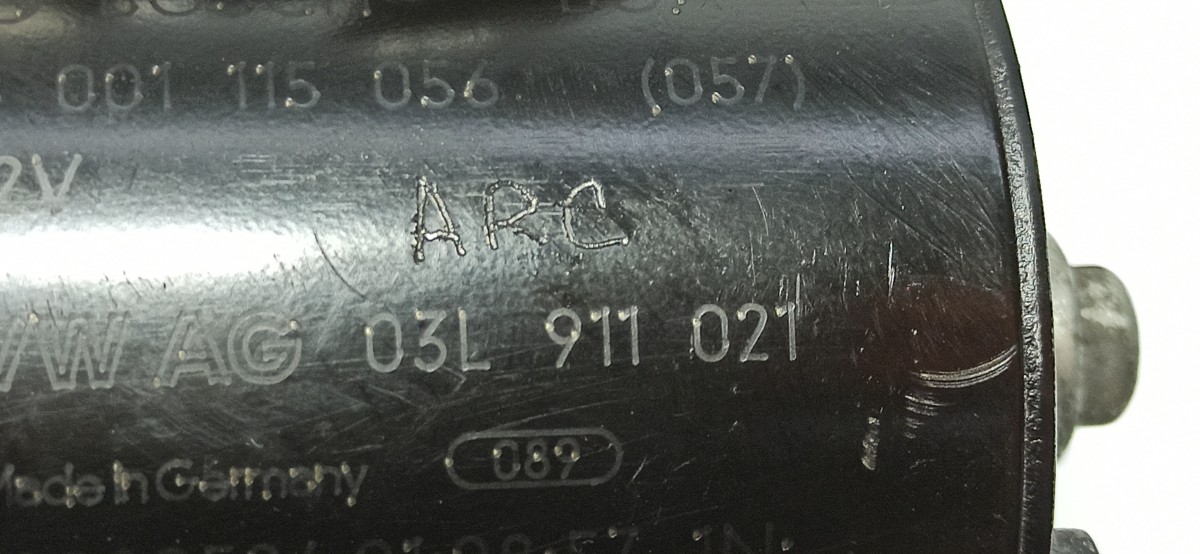 001 115 056 (057)
2V
ARC
VW AG 03L 911 021
Made in Germany 089